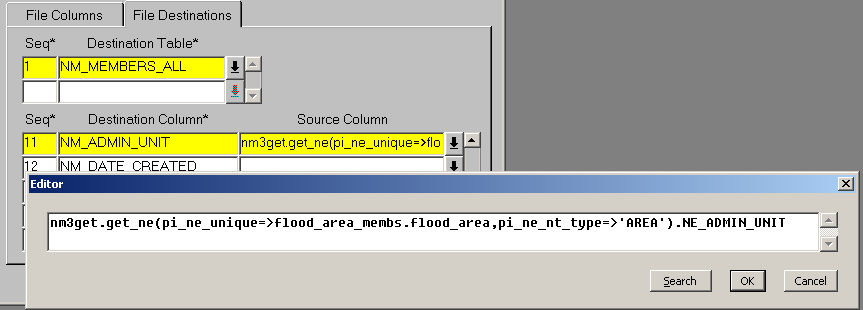 File Columns File Destinations
Seq* Destination Table*
1 NM_MEMBERS_ALL
Seq* Destination Column* Source Column
11 NM_ADMIN_UNIT nm3get.get_ne(pi_ne_unique=>flo
12 NM_DATE_CREATED
Editor
nm3get.get_ne(pi_ne_unique=>flood_area_membs.flood_area,pi_ne_nt_type=>'AREA').NE_ADMIN_UNIT
Search OK Cancel